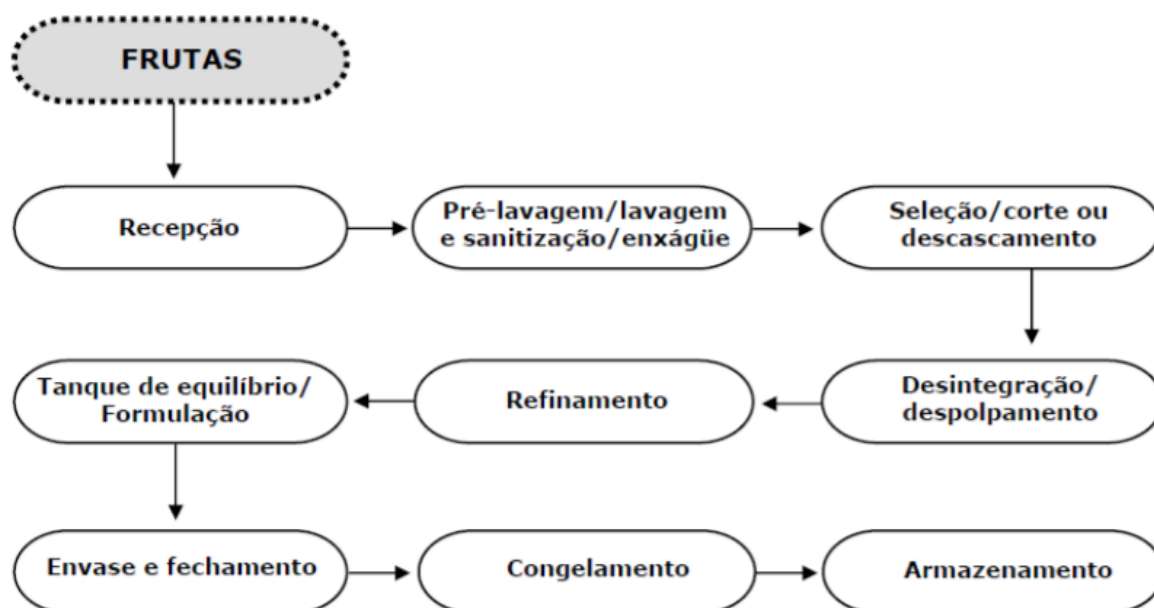 FRUTAS
Recepção
Pré-lavagem/lavagem
e sanitização/enxágüe
Seleção/corte ou
descascamento
Desintegração/
despolpamento
Refinamento
Tanque de equilíbrio/
Formulação
Envase e fechamento
Congelamento
Armazenamento